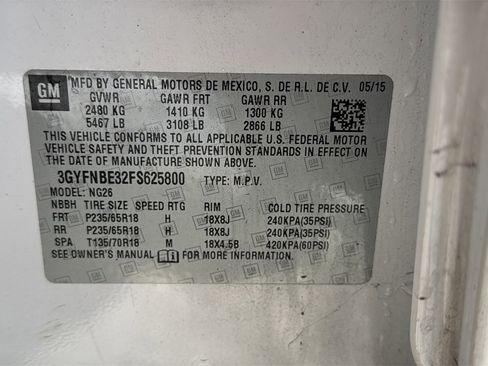 GM MFD BY GENERAL MOTORS DE MEXICO, S. DE R.L. DE C.V. 05/15
GVWR GAWR FRT GAWR RR
2480 KG 1410 KG 1300 KG
5467 LB 3108 LB 2866 LB
THIS VEHICLE CONFORMS TO ALL APPLICABLE U.S. FEDERAL MOTOR
VEHICLE SAFETY AND THEFT PREVENTION STANDARDS IN EFFECT ON
THE DATE OF MANUFACTURE SHOWN ABOVE.
3GYFNBE32FS625800 TYPE: M.P.V.
MODEL: NG26
NBBH TIRE SIZE SPEED RTG RIM COLD TIRE PRESSURE
FRT P235/65R18 H 18X8J 240KPA(35PSI)
RR P235/65R18 H 18X8J 240KPA(35PSI)
SPA T135/70R18 M 18X4.5B 420KPA(60PSI)
SEE OWNER'S MANUAL FOR MORE INFORMATION.